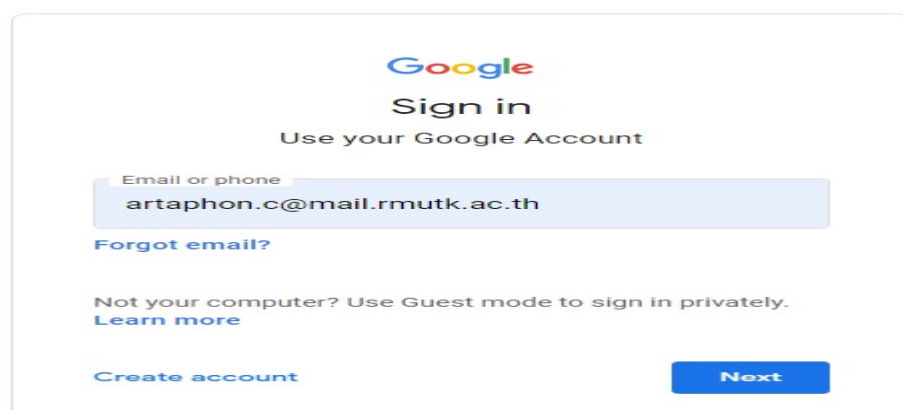 Google
Sign in
Use your Google Account
Email or phone
artaphon.c@mail.rmutk.ac.th
Forgot email?
Not your computer? Use Guest mode to sign in privately.
Learn more
Create account
Next